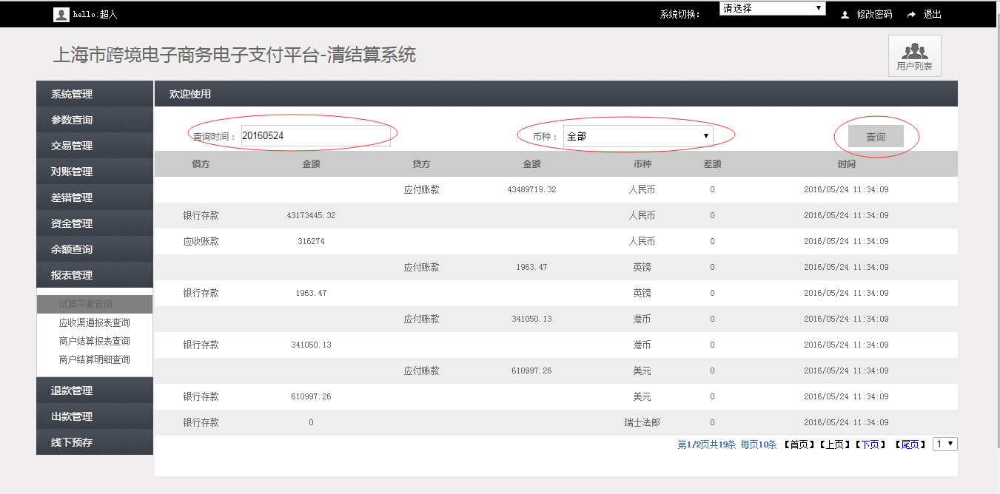 hello:超人 系统切换： 请选择 修改密码 退出
上海市跨境电子商务电子支付平台-清结算系统 用户列表
系统管理
参数查询
交易管理
对账管理
差错管理
资金管理
余额查询
报表管理
试算平衡查询
应收渠道报表查询
商户结算报表查询
商户结算明细查询
退款管理
出款管理
线下预存
欢迎使用
查询时间： 20160524 币种： 全部 查询
借方 金额 贷方 金额 币种 差额 时间
应付账款 43489719.32 人民币 0 2016/05/24 11:34:09
银行存款 43173445.32 人民币 0 2016/05/24 11:34:09
应收账款 316274 人民币 0 2016/05/24 11:34:09
应付账款 1963.47 英镑 0 2016/05/24 11:34:09
银行存款 1963.47 英镑 0 2016/05/24 11:34:09
应付账款 341050.13 港币 0 2016/05/24 11:34:09
银行存款 341050.13 港币 0 2016/05/24 11:34:09
应付账款 610997.26 美元 0 2016/05/24 11:34:09
银行存款 610997.26 美元 0 2016/05/24 11:34:09
银行存款 0 瑞士法郎 0 2016/05/24 11:34:09
第1/2页共19条 每页10条 【首页】【上页】【下页】 【尾页】 1